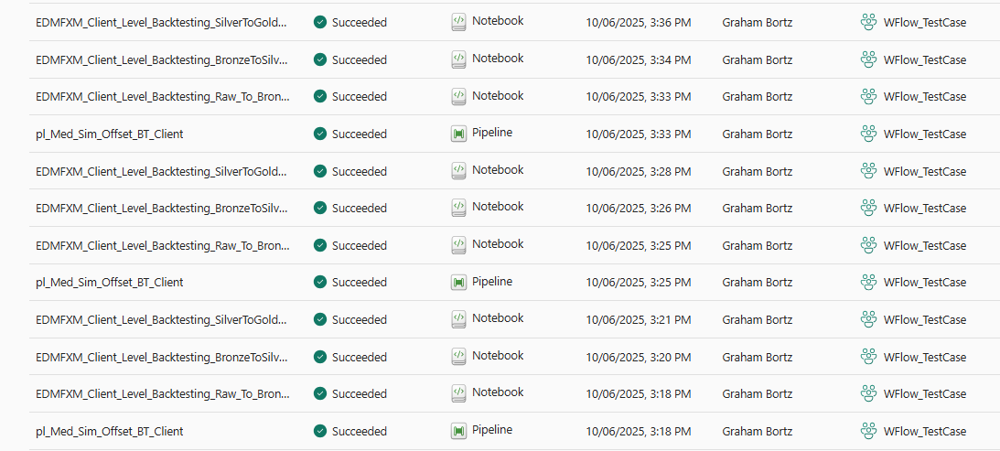 EDMFXM_Client_Level_Backtesting_SilverToGold... Succeeded Notebook 10/06/2025, 3:36 PM Graham Bortz WFlow_TestCase
EDMFXM_Client_Level_Backtesting_BronzeToSilv... Succeeded Notebook 10/06/2025, 3:34 PM Graham Bortz WFlow_TestCase
EDMFXM_Client_Level_Backtesting_Raw_To_Bron... Succeeded Notebook 10/06/2025, 3:33 PM Graham Bortz WFlow_TestCase
pl_Med_Sim_Offset_BT_Client Succeeded Pipeline 10/06/2025, 3:33 PM Graham Bortz WFlow_TestCase
EDMFXM_Client_Level_Backtesting_SilverToGold... Succeeded Notebook 10/06/2025, 3:28 PM Graham Bortz WFlow_TestCase
EDMFXM_Client_Level_Backtesting_BronzeToSilv... Succeeded Notebook 10/06/2025, 3:26 PM Graham Bortz WFlow_TestCase
EDMFXM_Client_Level_Backtesting_Raw_To_Bron... Succeeded Notebook 10/06/2025, 3:25 PM Graham Bortz WFlow_TestCase
pl_Med_Sim_Offset_BT_Client Succeeded Pipeline 10/06/2025, 3:25 PM Graham Bortz WFlow_TestCase
EDMFXM_Client_Level_Backtesting_SilverToGold... Succeeded Notebook 10/06/2025, 3:21 PM Graham Bortz WFlow_TestCase
EDMFXM_Client_Level_Backtesting_BronzeToSilv... Succeeded Notebook 10/06/2025, 3:20 PM Graham Bortz WFlow_TestCase
EDMFXM_Client_Level_Backtesting_Raw_To_Bron... Succeeded Notebook 10/06/2025, 3:18 PM Graham Bortz WFlow_TestCase
pl_Med_Sim_Offset_BT_Client Succeeded Pipeline 10/06/2025, 3:18 PM Graham Bortz WFlow_TestCase